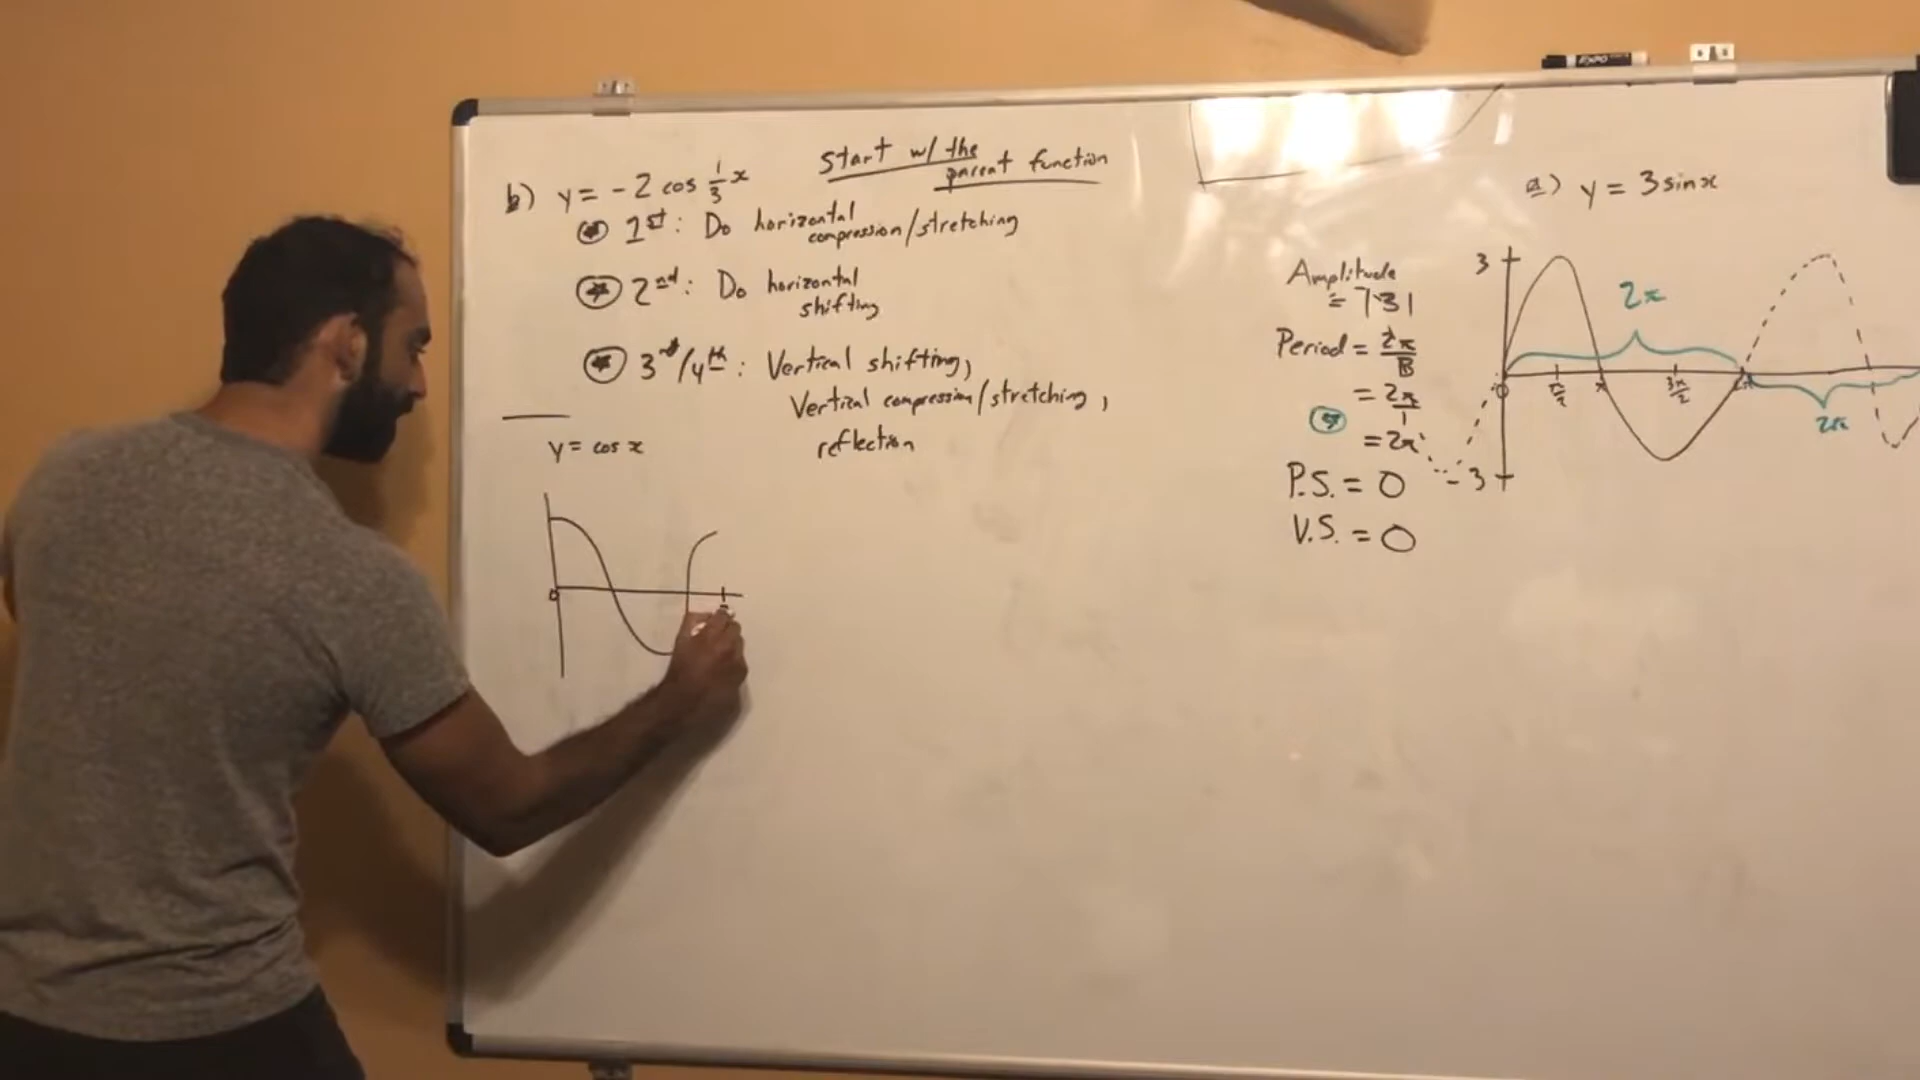 b) y = -2 cos 1/3 x
Start w/ the
parent function
1st: Do horizontal
compression/stretching
2nd: Do horizontal
shifting
3rd/4th: Vertical shifting,
Vertical compression/stretching,
reflection
y = cos x
0
a) y = 3 sin x
Amplitude
= |3|
Period = 2π/B
= 2π/1
= 2π
P.S. = 0
V.S. = 0
3
2π
0 π/2 π 3π/2 2π
2π
-3
EXPO